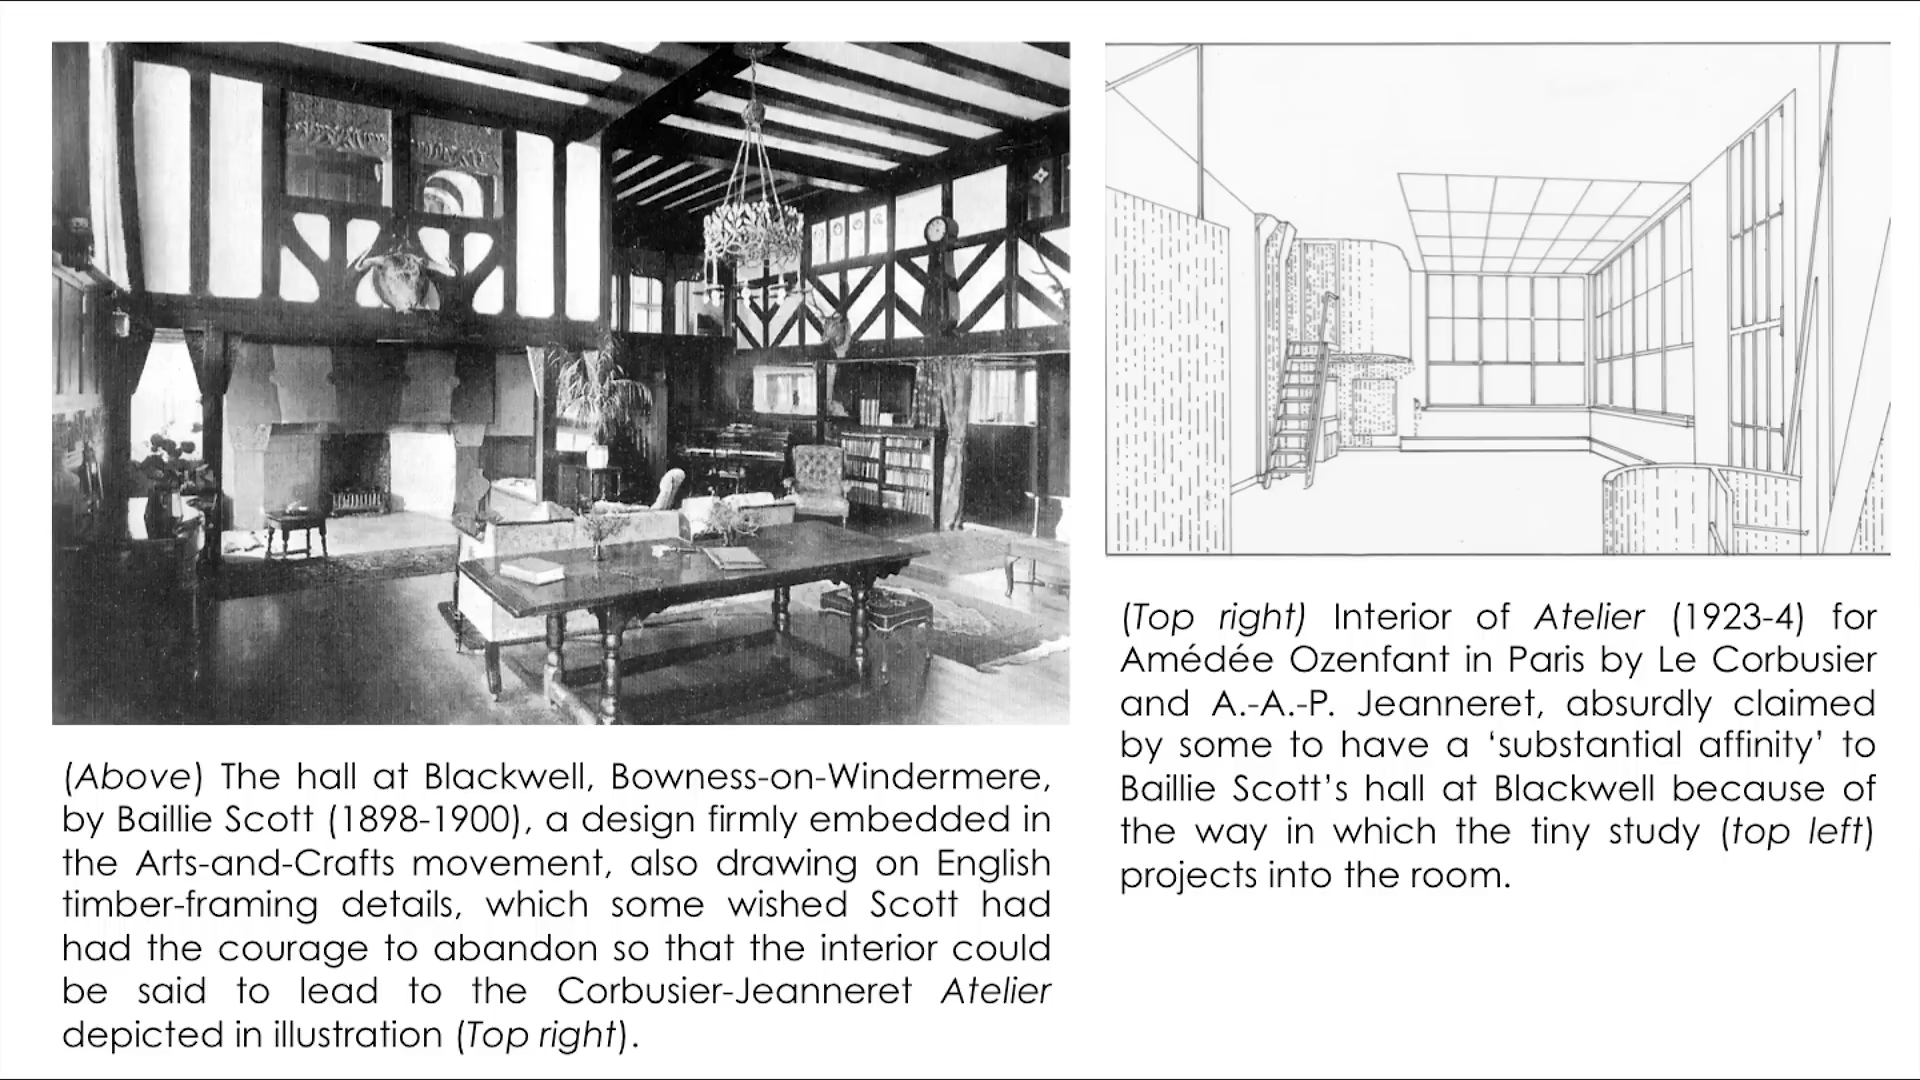 (Above) The hall at Blackwell, Bowness-on-Windermere,
by Baillie Scott (1898-1900), a design firmly embedded in
the Arts-and-Crafts movement, also drawing on English
timber-framing details, which some wished Scott had
had the courage to abandon so that the interior could
be said to lead to the Corbusier-Jeanneret Atelier
depicted in illustration (Top right).
(Top right) Interior of Atelier (1923-4) for
Amédée Ozenfant in Paris by Le Corbusier
and A.-A.-P. Jeanneret, absurdly claimed
by some to have a ‘substantial affinity’ to
Baillie Scott’s hall at Blackwell because of
the way in which the tiny study (top left)
projects into the room.